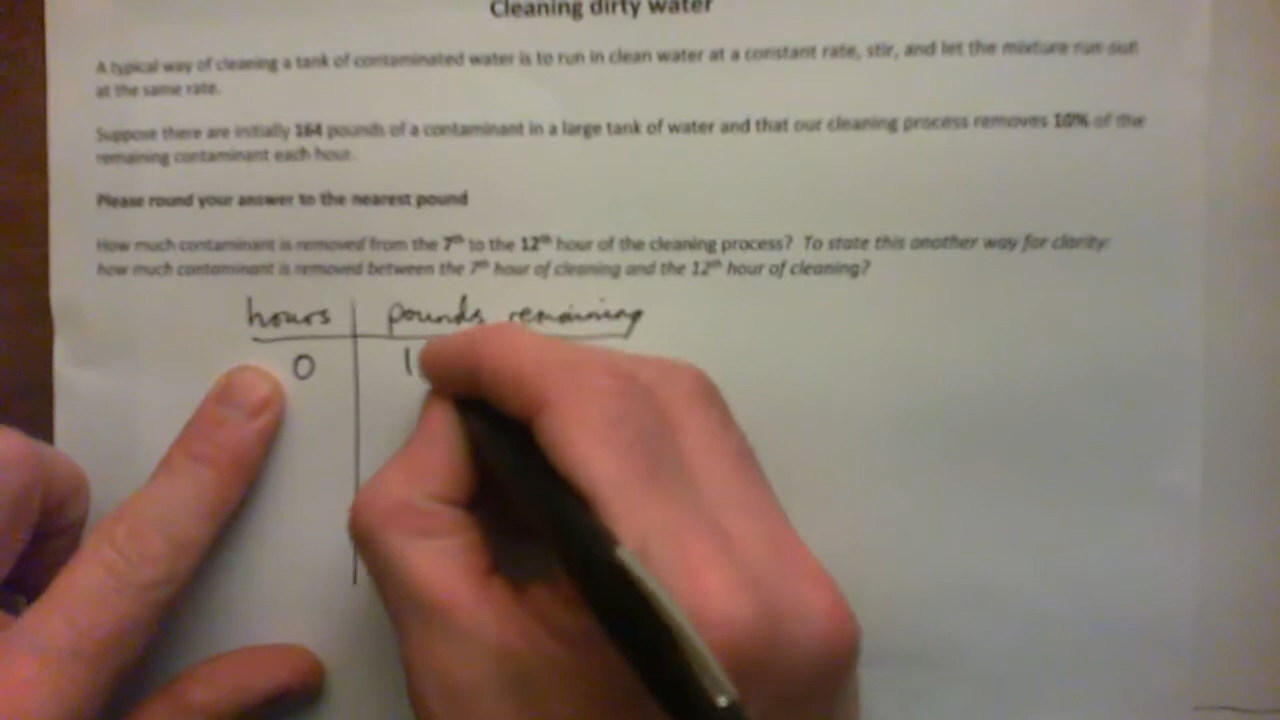 Cleaning dirty water
A typical way of cleaning a tank of contaminated water is to run in clean water at a constant rate, stir, and let the mixture run out
at the same rate.
Suppose there are initially 164 pounds of a contaminant in a large tank of water and that our cleaning process removes 10% of the
remaining contaminant each hour.
Please round your answer to the nearest pound
How much contaminant is removed from the 7th to the 12th hour of the cleaning process? To state this another way for clarity:
how much contaminant is removed between the 7th hour of cleaning and the 12th hour of cleaning?
hours pounds remaining
0 1